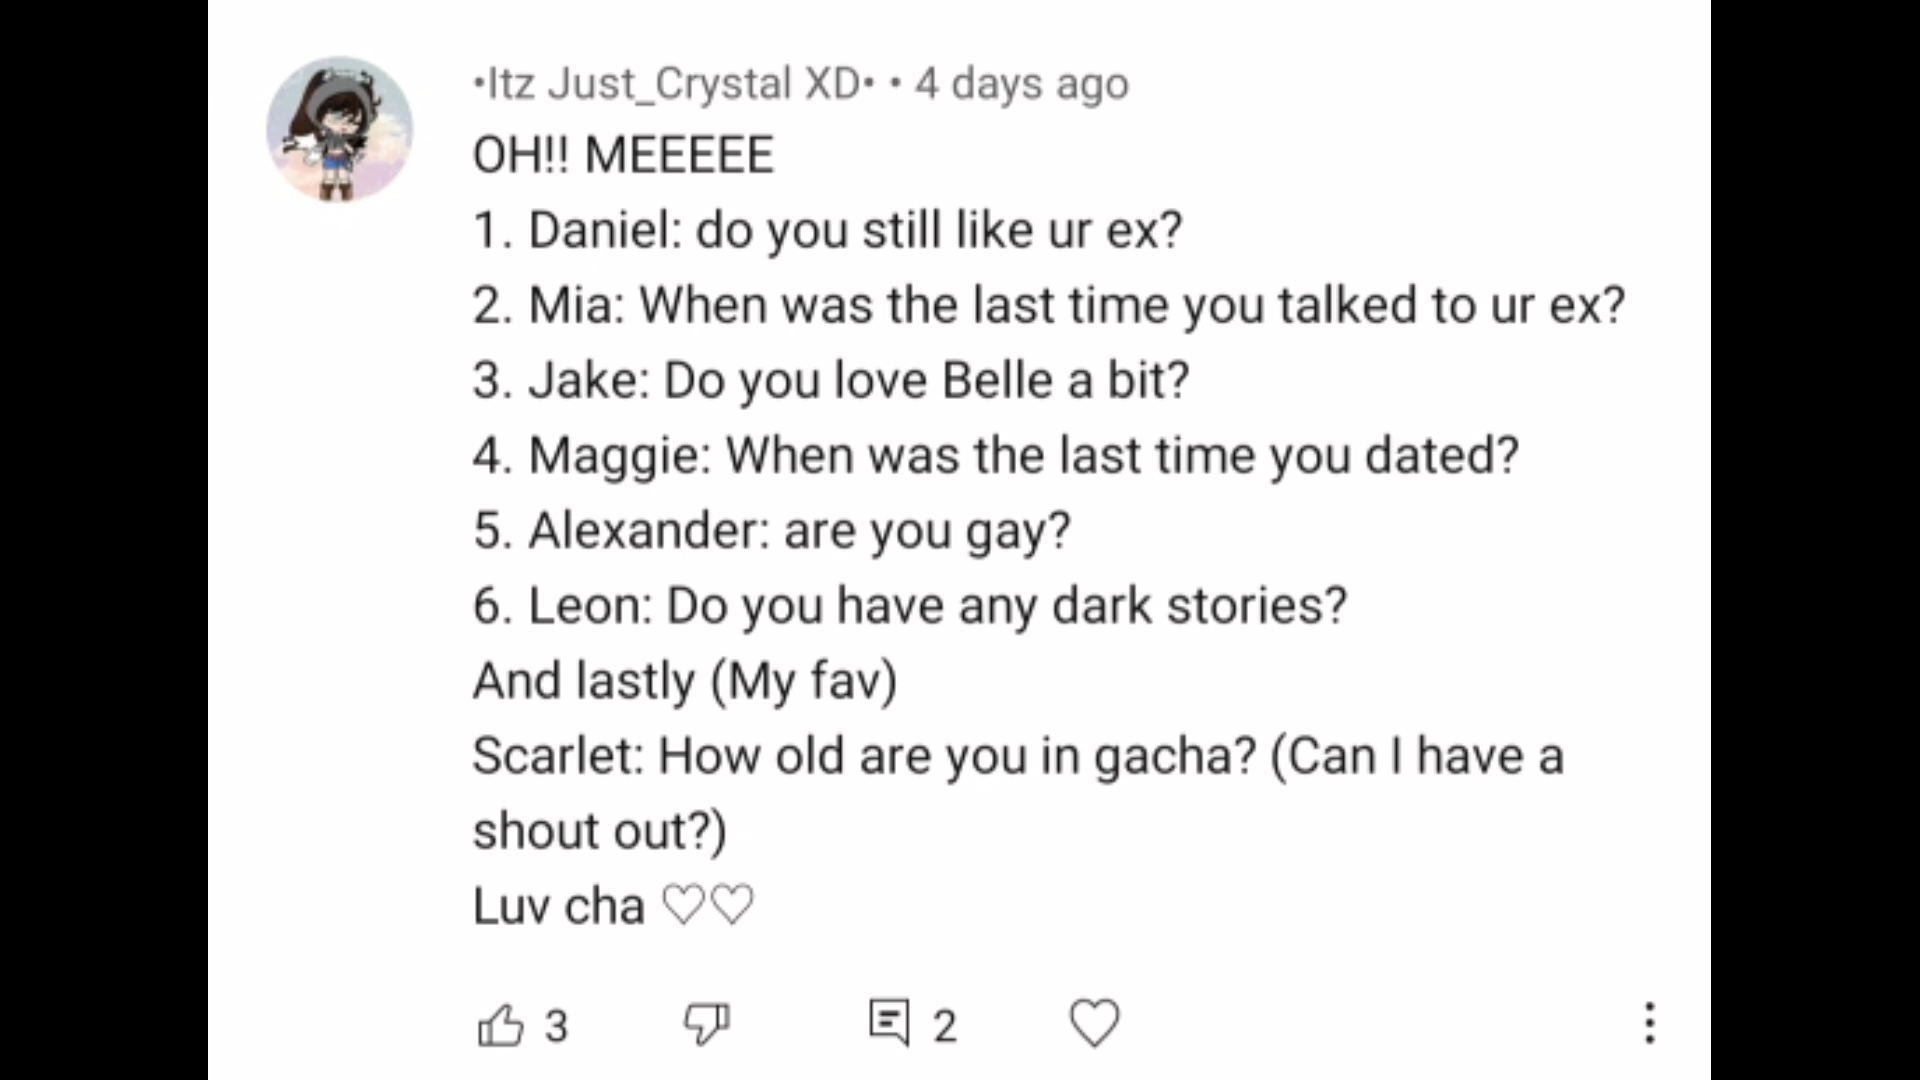 •Itz Just_Crystal XD• • 4 days ago
OH!! MEEEEE
1. Daniel: do you still like ur ex?
2. Mia: When was the last time you talked to ur ex?
3. Jake: Do you love Belle a bit?
4. Maggie: When was the last time you dated?
5. Alexander: are you gay?
6. Leon: Do you have any dark stories?
And lastly (My fav)
Scarlet: How old are you in gacha? (Can I have a
shout out?)
Luv cha ♡♡
3 2